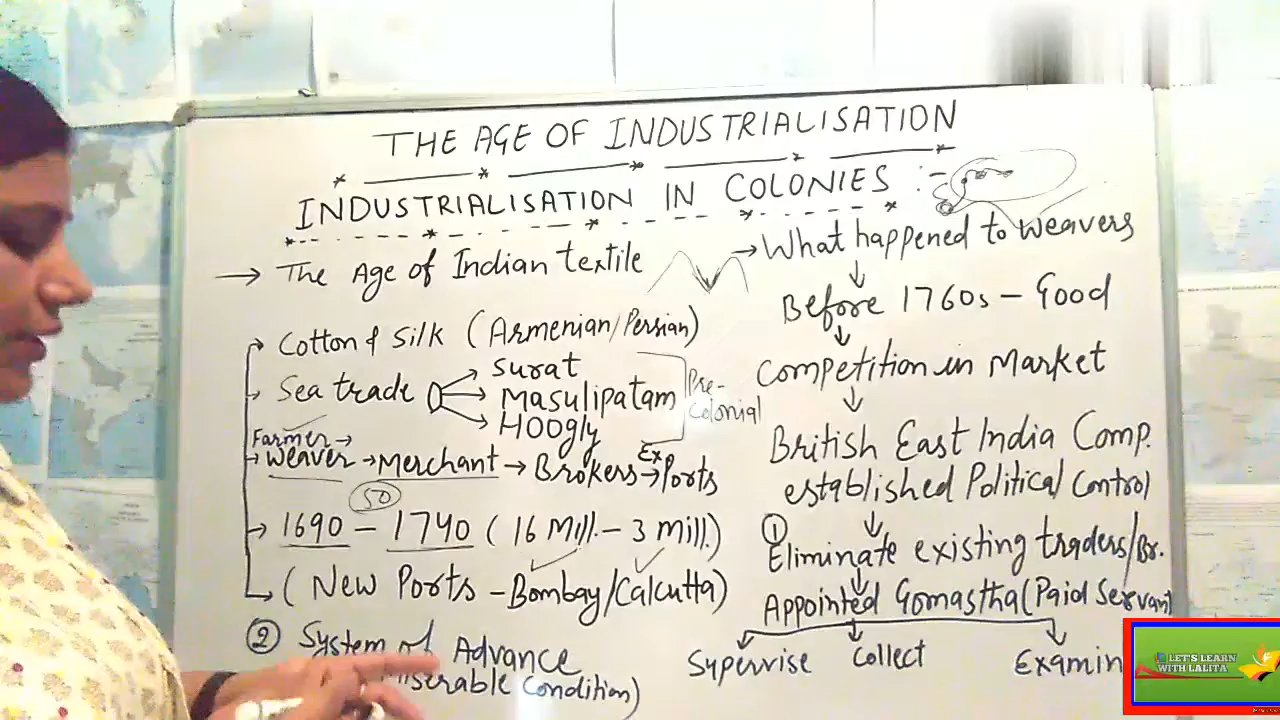 THE AGE OF INDUSTRIALISATION
INDUSTRIALISATION IN COLONIES :-
→ The Age of Indian textile
Cotton & Silk (Armenian/Persian)
Sea trade
Surat
Masulipatam
HOOgly
Pre-
Colonial
Farmer →
→ Weaver → Merchant → Brokers → Ports
Ex
50
→ 1690 – 1740 (16 Mill. – 3 mill.)
→ (New Ports – Bombay/Calcutta)
② System of Advance
Miserable Condition)
→ What happened to Weavers
Before 1760s – Good
Competition in Market
British East India Comp.
established Political Control
①
Eliminate existing traders/Br.
Appointed Gomastha (Paid Servant
Supervise Collect Examin
LET'S LEARN
WITH LALITA